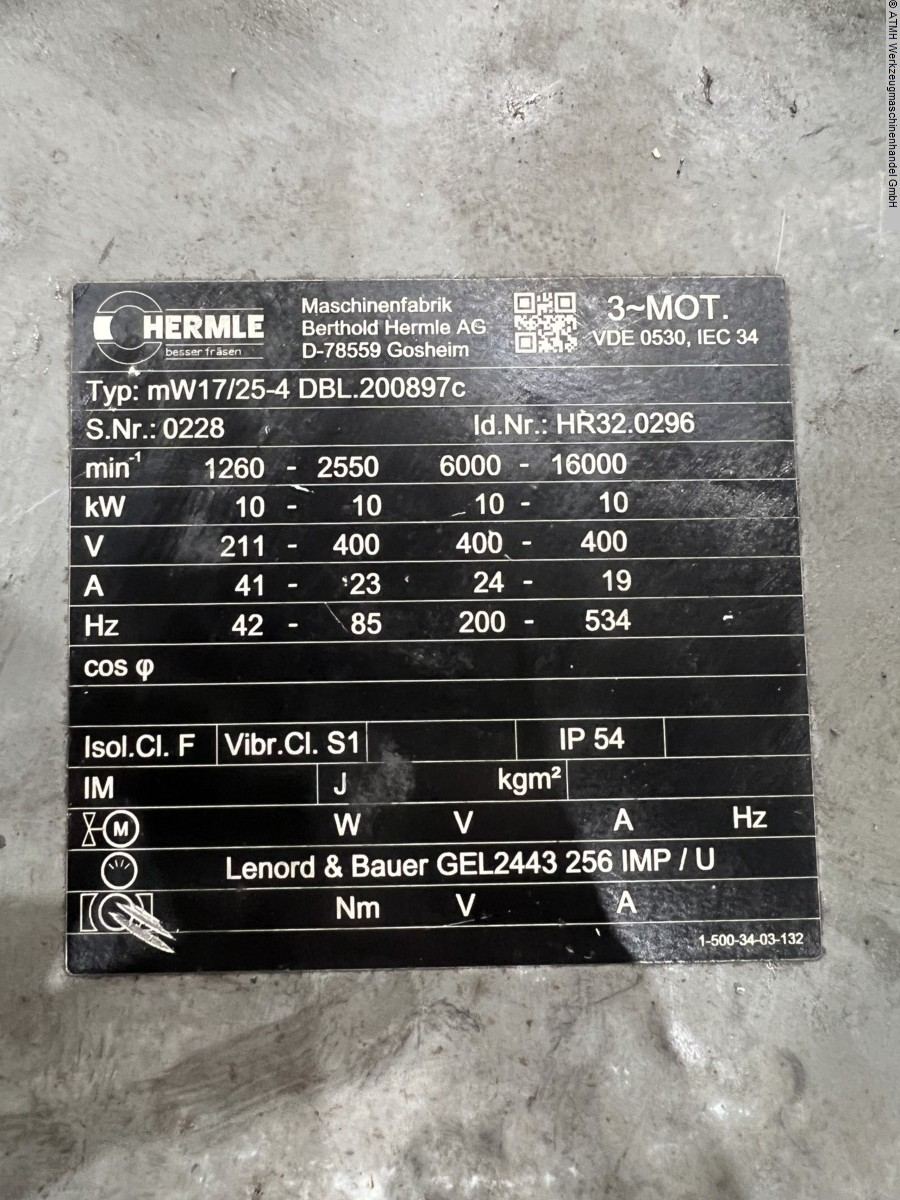 © ATMH Werkzeugmaschinenhandel GmbH
HERMLE
besser fräsen
Maschinenfabrik
Berthold Hermle AG
D-78559 Gosheim
3~MOT.
VDE 0530, IEC 34
Typ: mW17/25-4 DBL.200897c
S.Nr.: 0228 Id.Nr.: HR32.0296
min⁻¹ 1260 - 2550 6000 - 16000
kW 10 - 10 10 - 10
V 211 - 400 400 - 400
A 41 - 23 24 - 19
Hz 42 - 85 200 - 534
cos φ
Isol.Cl. F Vibr.Cl. S1 IP 54
IM J kgm²
M W V A Hz
Lenord & Bauer GEL2443 256 IMP / U
Nm V A
1-500-34-03-132